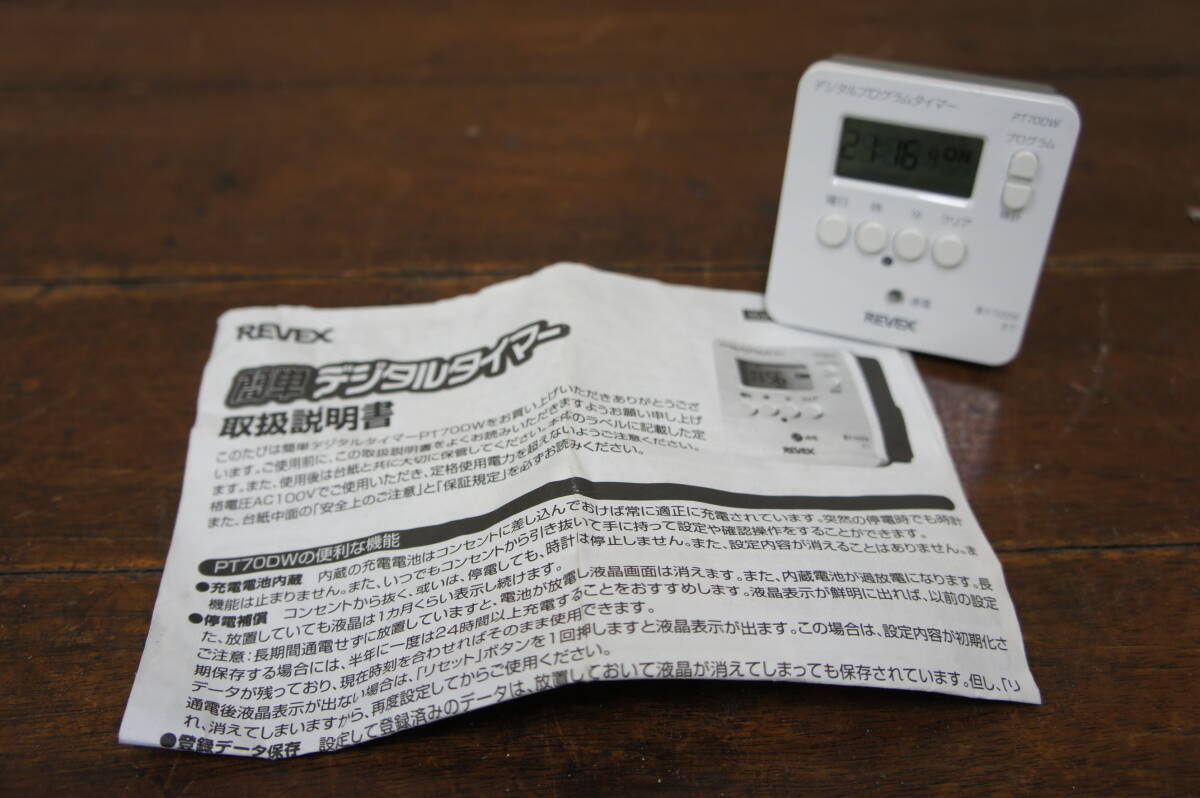 デジタルプログラムタイマー
PT70DW
プログラム
21:16 ON
曜日 時 分 クリア
通電
REVEX
REVEX
簡単デジタルタイマー
取扱説明書
このたびは簡単デジタルタイマーPT70DWをお買い上げいただきありがとうござ
います。ご使用前に、この取扱説明書をよくお読みいただきますようお願い申し上げ
ます。また、使用後は台紙と共に大切に保管してください。本体のラベルに記載した定
格電圧AC100Vでご使用いただき、定格使用電力を超えないようご注意ください。
また、台紙中面の「安全上のご注意」と「保証規定」を必ずお読みください。
REVEX
PT70DWの便利な機能
●充電電池内蔵 内蔵の充電電池はコンセントに差し込んでおけば常に適正に充電されています。突然の停電時でも時計
機能は止まりません。また、いつでもコンセントから引き抜いて手に持って設定や確認操作をすることができます。
●停電補償 コンセントから抜く、或いは、停電しても、時計は停止しません。また、設定内容が消えることはありません。ま
た、放置していても液晶は1カ月くらい表示し続けます。
ご注意：長期間通電せずに放置していますと、電池が放電し液晶画面は消えます。また、内蔵電池が過放電になります。長
期保存する場合には、半年に一度は24時間以上充電することをおすすめします。液晶表示が鮮明に出れば、以前の設定
データが残っており、現在時刻を合わせればそのまま使用できます。
通電後液晶表示が出ない場合は、「リセット」ボタンを1回押しますと液晶表示が出ます。この場合は、設定内容が初期化さ
れ、消えてしまいますから、再度設定してからご使用ください。
●登録データ保存 設定して登録済みのデータは、放置しておいて液晶が消えてしまっても保存されています。但し、「リ